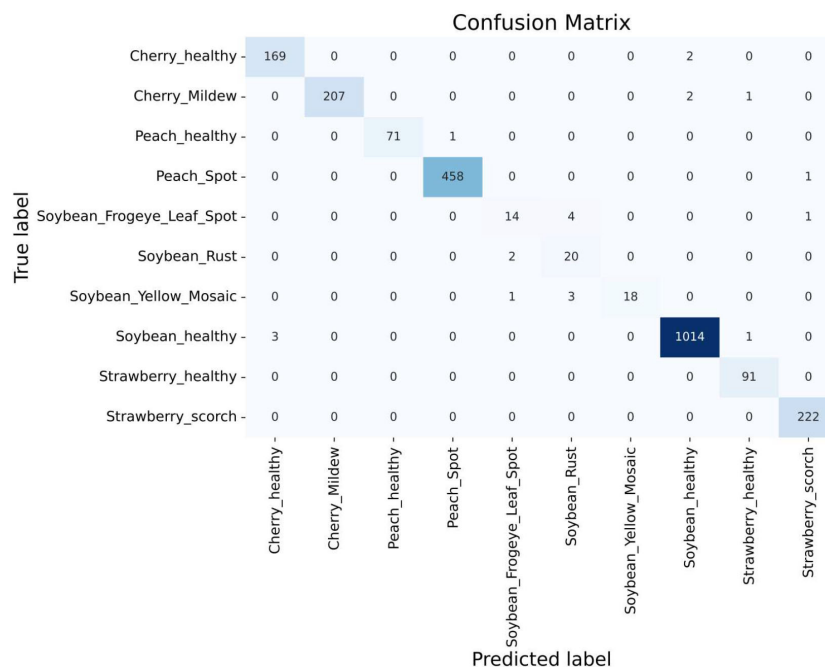 Confusion Matrix
Cherry_healthy 169 0 0 0 0 0 0 2 0 0
Cherry_Mildew 0 207 0 0 0 0 0 2 1 0
Peach_healthy 0 0 71 1 0 0 0 0 0 0
Peach_Spot 0 0 0 458 0 0 0 0 0 1
Soybean_Frogeye_Leaf_Spot 0 0 0 0 14 4 0 0 0 1
Soybean_Rust 0 0 0 0 2 20 0 0 0 0
Soybean_Yellow_Mosaic 0 0 0 0 1 3 18 0 0 0
Soybean_healthy 3 0 0 0 0 0 0 1014 1 0
Strawberry_healthy 0 0 0 0 0 0 0 0 91 0
Strawberry_scorch 0 0 0 0 0 0 0 0 0 222
True label
Cherry_healthy
Cherry_Mildew
Peach_healthy
Peach_Spot
Soybean_Frogeye_Leaf_Spot
Soybean_Rust
Soybean_Yellow_Mosaic
Soybean_healthy
Strawberry_healthy
Strawberry_scorch
Predicted label